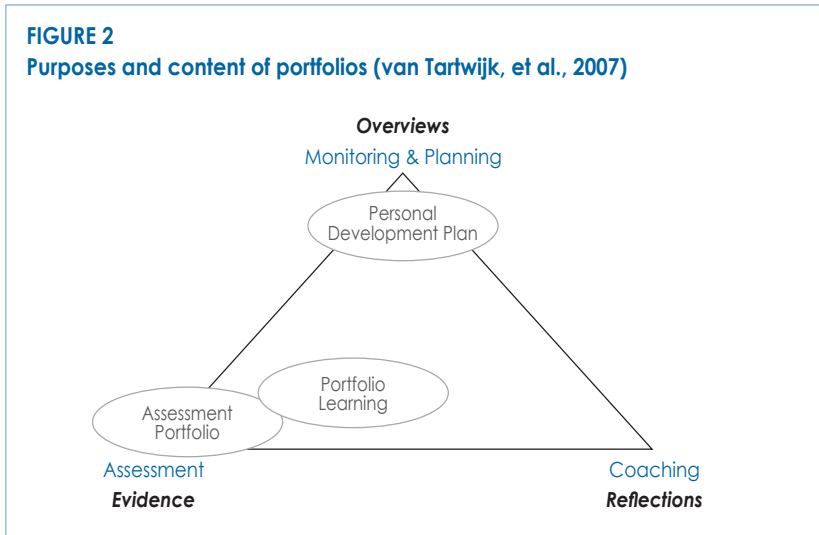 FIGURE 2
Purposes and content of portfolios (van Tartwijk, et al., 2007)
Overviews
Monitoring & Planning
Personal
Development Plan
Portfolio
Learning
Assessment
Portfolio
Assessment
Evidence
Coaching
Reflections